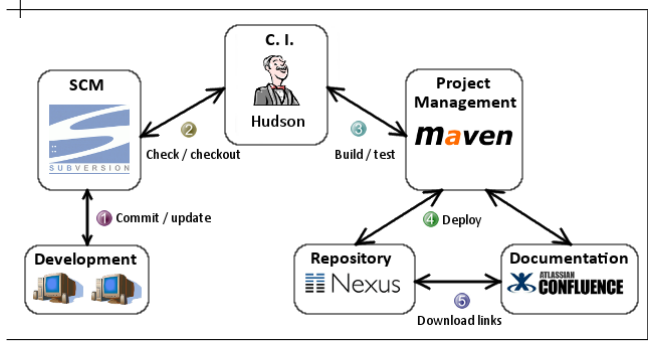 C. I.
Hudson
SCM
SUBVERSION
Project
Management
maven
2
Check / checkout
3
Build / test
1 Commit / update
4 Deploy
Development
Repository
Nexus
Documentation
ATLASSIAN
CONFLUENCE
5
Download links